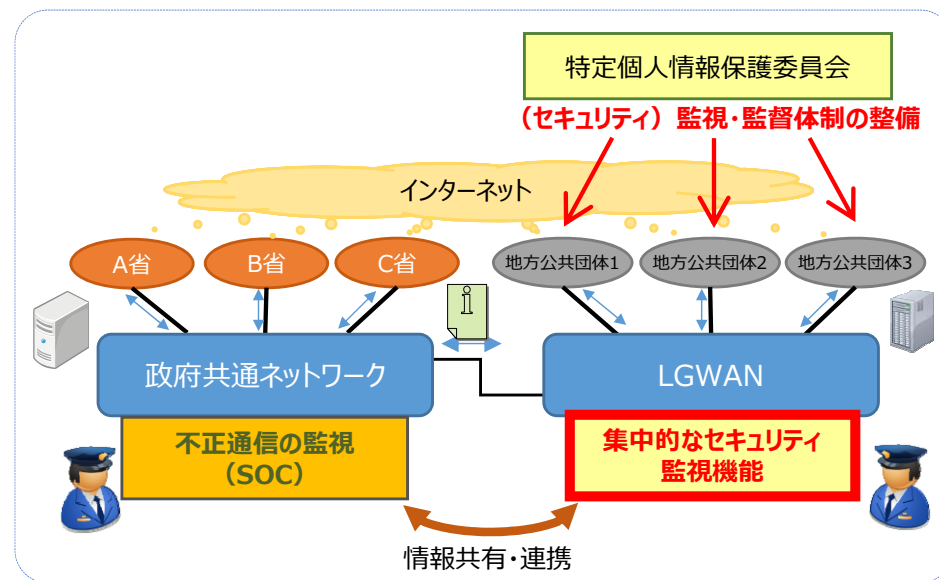 特定個人情報保護委員会
（セキュリティ）監視・監督体制の整備
インターネット
A省
B省
C省
地方公共団体1
地方公共団体2
地方公共団体3
i
政府共通ネットワーク
LGWAN
不正通信の監視
（SOC）
集中的なセキュリティ
監視機能
情報共有・連携